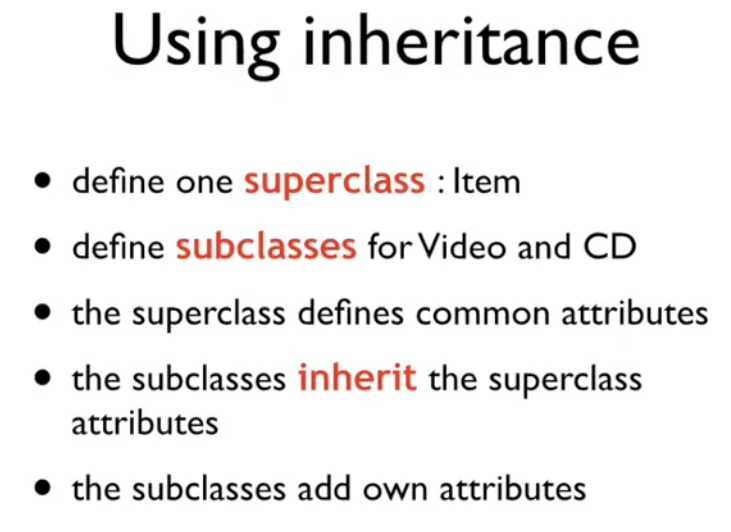 Using inheritance
• define one superclass : Item
• define subclasses for Video and CD
• the superclass defines common attributes
• the subclasses inherit the superclass
attributes
• the subclasses add own attributes